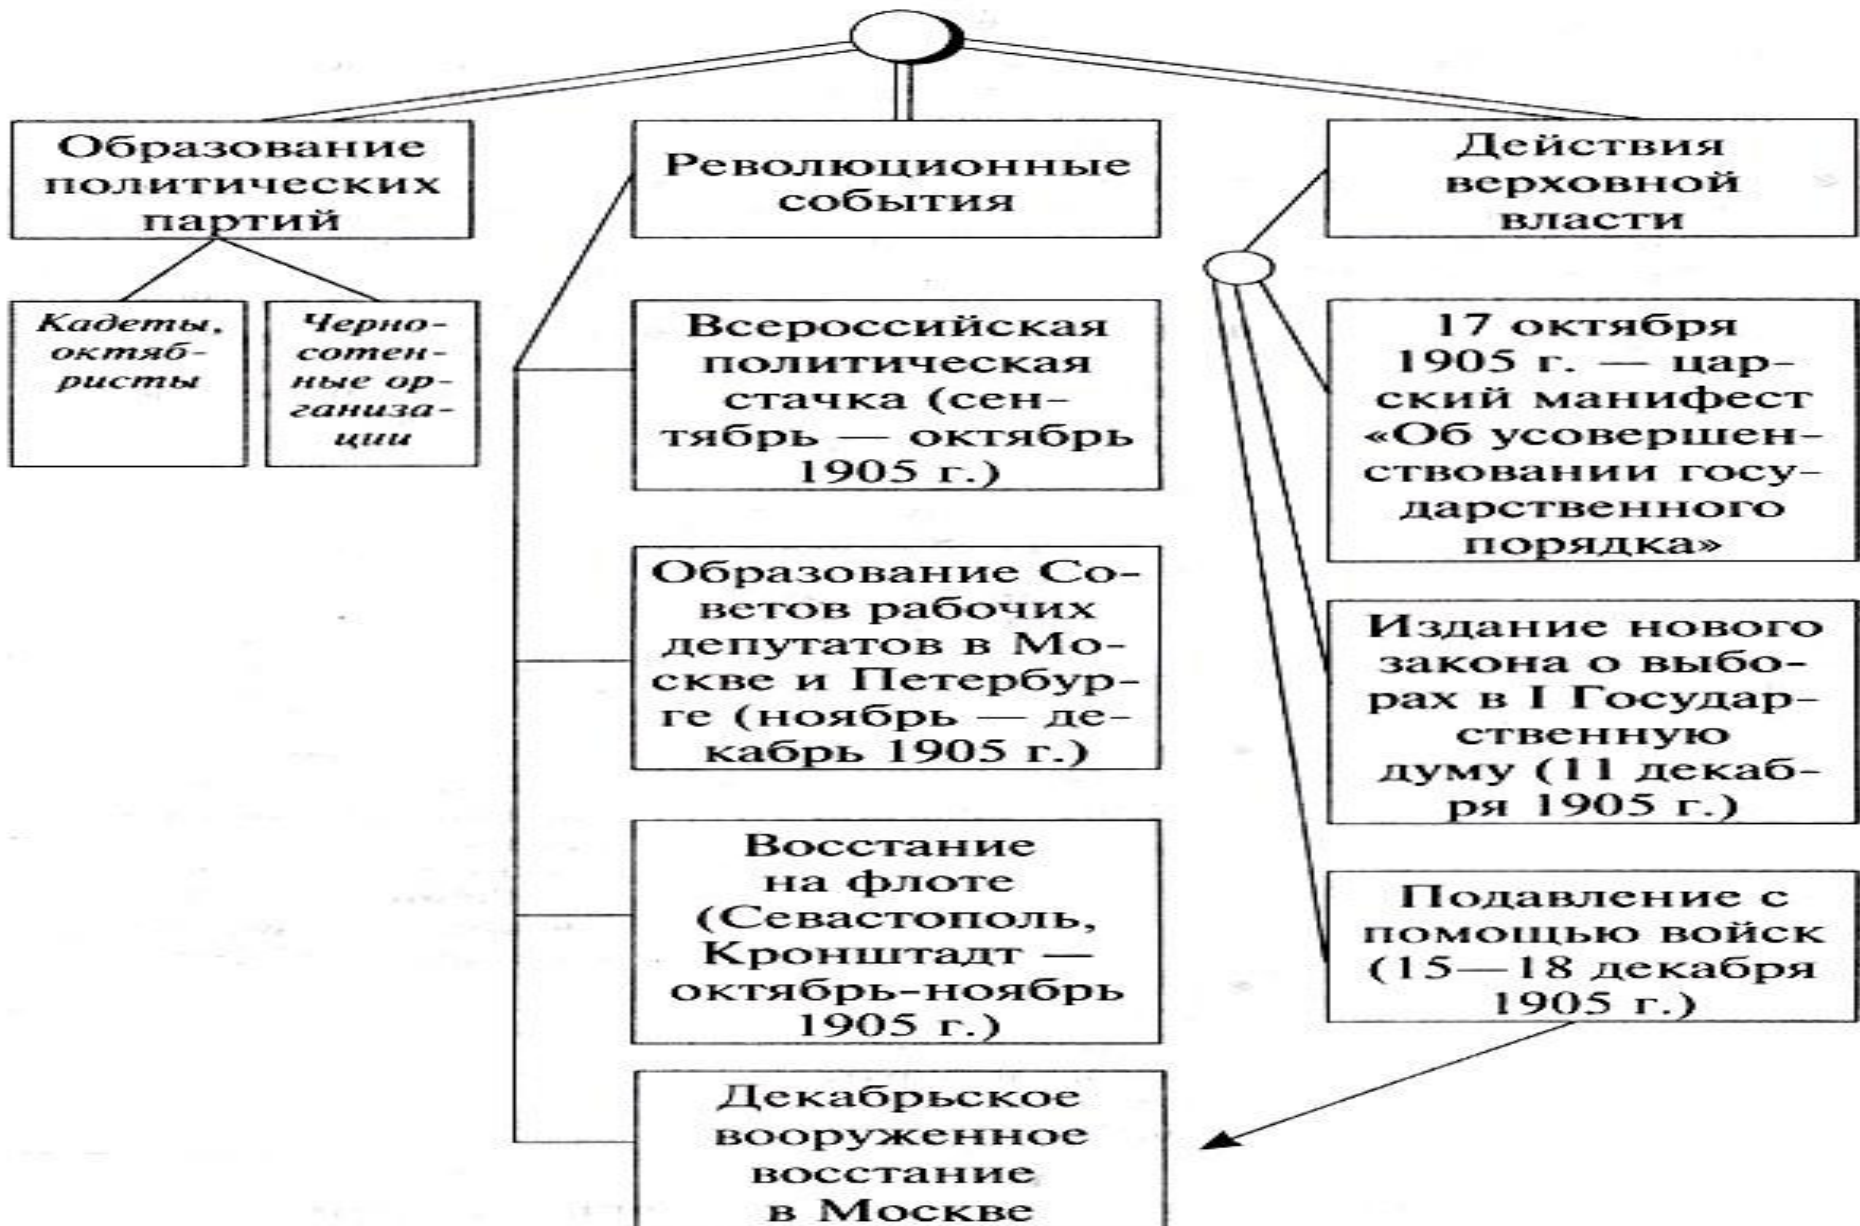 Образование
политических
партий
Кадеты,
октяб-
ристы
Черно-
сотен-
ные ор-
ганиза-
ции
Революционные
события
Всероссийская
политическая
стачка (сен-
тябрь — октябрь
1905 г.)
Образование Со-
ветов рабочих
депутатов в Мо-
скве и Петербур-
ге (ноябрь — де-
кабрь 1905 г.)
Восстание
на флоте
(Севастополь,
Кронштадт —
октябрь-ноябрь
1905 г.)
Декабрьское
вооруженное
восстание
в Москве
Действия
верховной
власти
17 октября
1905 г. — цар-
ский манифест
«Об усовершен-
ствовании госу-
дарственного
порядка»
Издание нового
закона о выбо-
рах в I Государ-
ственную
думу (11 декаб-
ря 1905 г.)
Подавление с
помощью войск
(15—18 декабря
1905 г.)